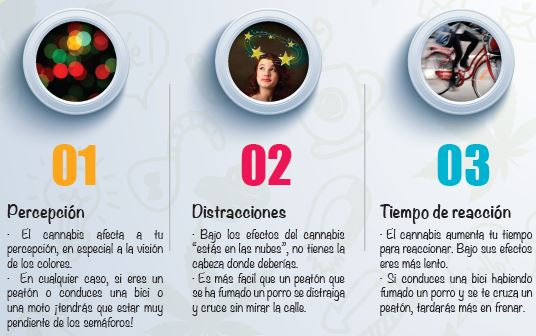 01
Percepción
· El cannabis afecta a tu
percepción, en especial a la visión
de los colores.
· En cualquier caso, si eres un
peatón o conduces una bici o
una moto ¡tendrás que estar muy
pendiente de los semáforos!
02
Distracciones
· Bajo los efectos del cannabis
"estás en las nubes", no tienes la
cabeza donde deberías.
· Es más facil que un peatón que
se ha fumado un porro se distraiga
y cruce sin mirar la calle.
03
Tiempo de reacción
· El cannabis aumenta tu tiempo
para reaccionar. Bajo sus efectos
eres más lento.
· Si conduces una bici habiendo
fumado un porro y se te cruza un
peatón, tardarás más en frenar.